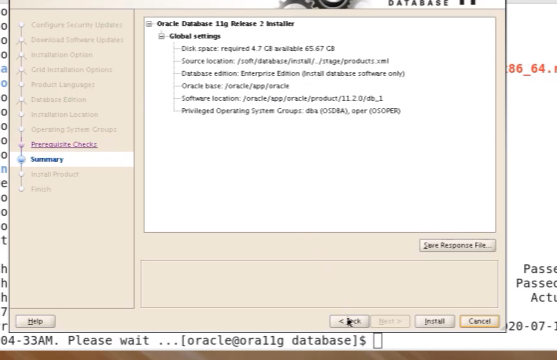 DATABASE
Configure Security Updates
Download Software Updates
Installation Option
Grid Installation Options
Product Languages
Database Edition
Installation Location
Operating System Groups
Prerequisite Checks
Summary
Install Product
Finish
Oracle Database 11g Release 2 Installer
Global settings
Disk space: required 4.7 GB available 65.67 GB
Source location: /soft/database/install/../stage/products.xml
Database edition: Enterprise Edition (Install database software only)
Oracle base: /oracle/app/oracle
Software location: /oracle/app/oracle/product/11.2.0/db_1
Privileged Operating System Groups: dba (OSDBA), oper (OSOPER)
Save Response File...
Help
< Back
Next >
Install
Cancel
86_64.r
Passe
Passed
Actu
020-07-1
04-33AM. Please wait ...[oracle@ora11g database]$